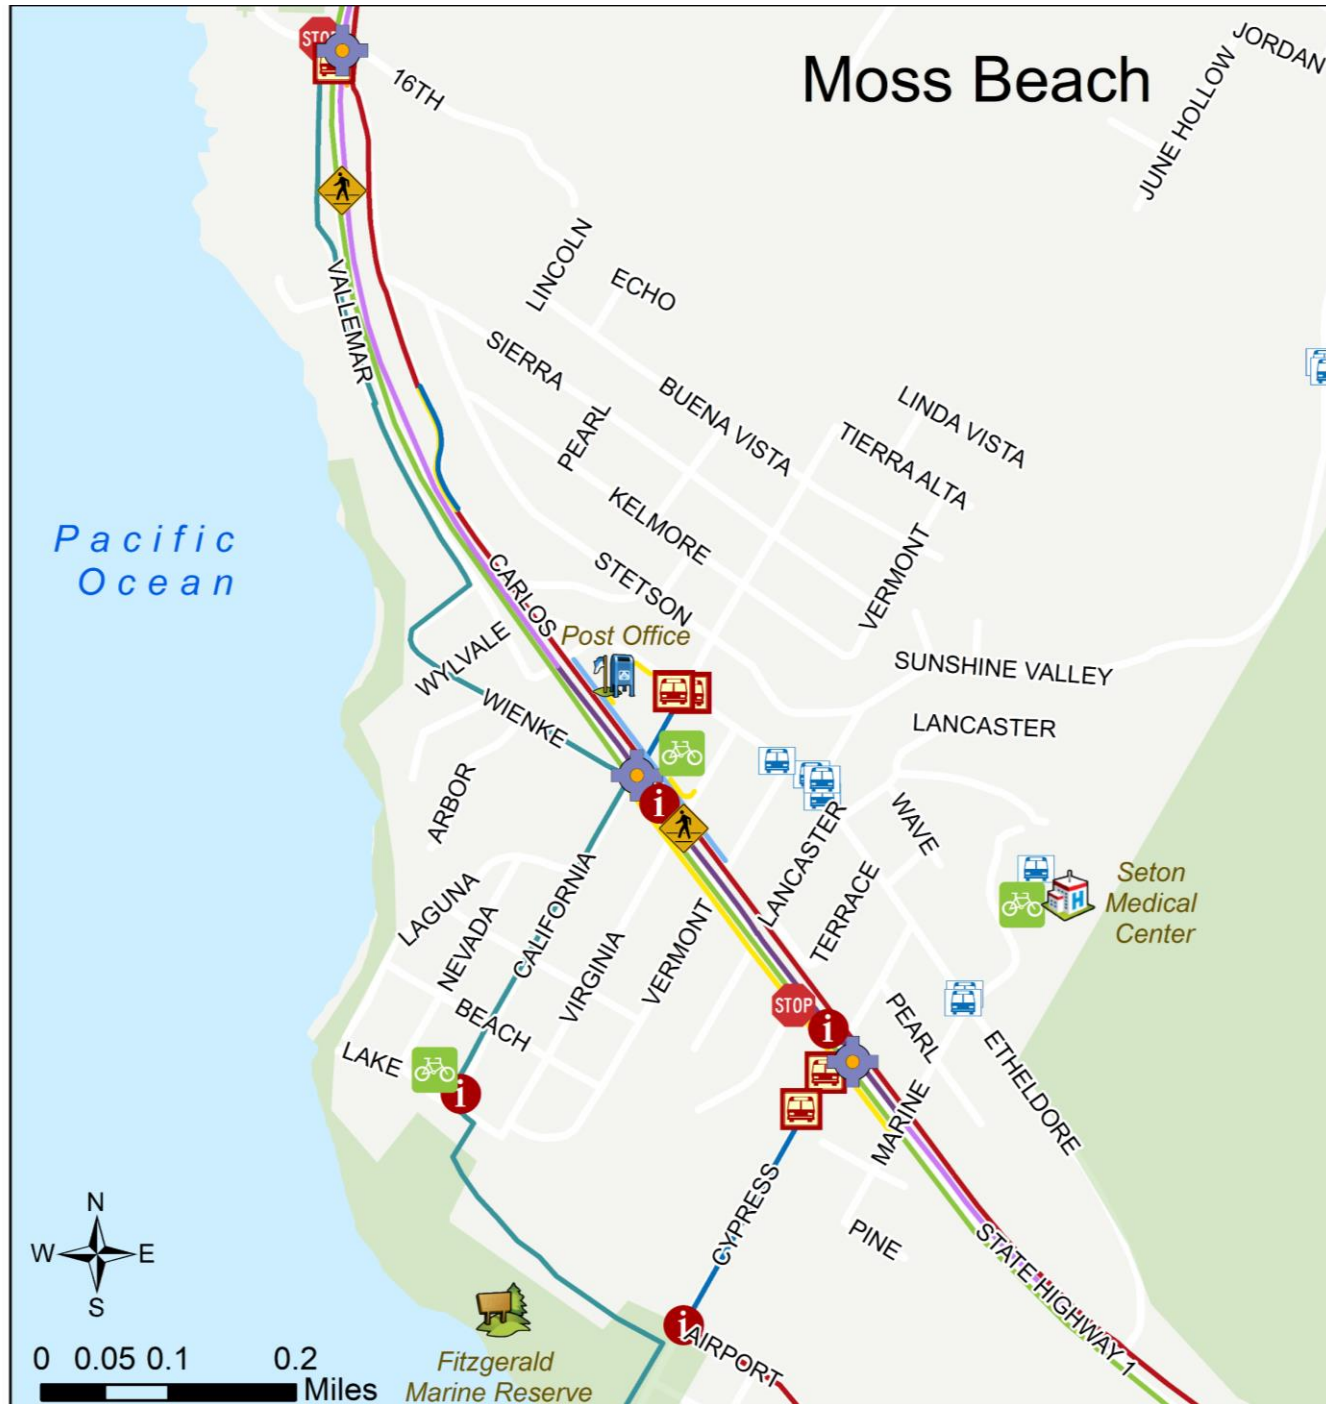 STOP
16TH
Moss Beach
JORDAN
JUNE HOLLOW
VALLEMAR
LINCOLN
ECHO
SIERRA
BUENA VISTA
LINDA VISTA
TIERRA ALTA
PEARL
KELMORE
VERMONT
Pacific
Ocean
CARLOS
STETSON
Post Office
WYLVALE
WIENKE
SUNSHINE VALLEY
LANCASTER
ARBOR
i
WAVE
LANCASTER
TERRACE
H
Seton
Medical
Center
LAGUNA
NEVADA
CALIFORNIA
VIRGINIA
VERMONT
BEACH
LAKE
i
STOP
i
PEARL
MARINE
ETHELDORE
CYPRESS
PINE
STATE HIGHWAY 1
i
AIRPORT
Fitzgerald
Marine Reserve
N
W E
S
0 0.05 0.1 0.2
Miles